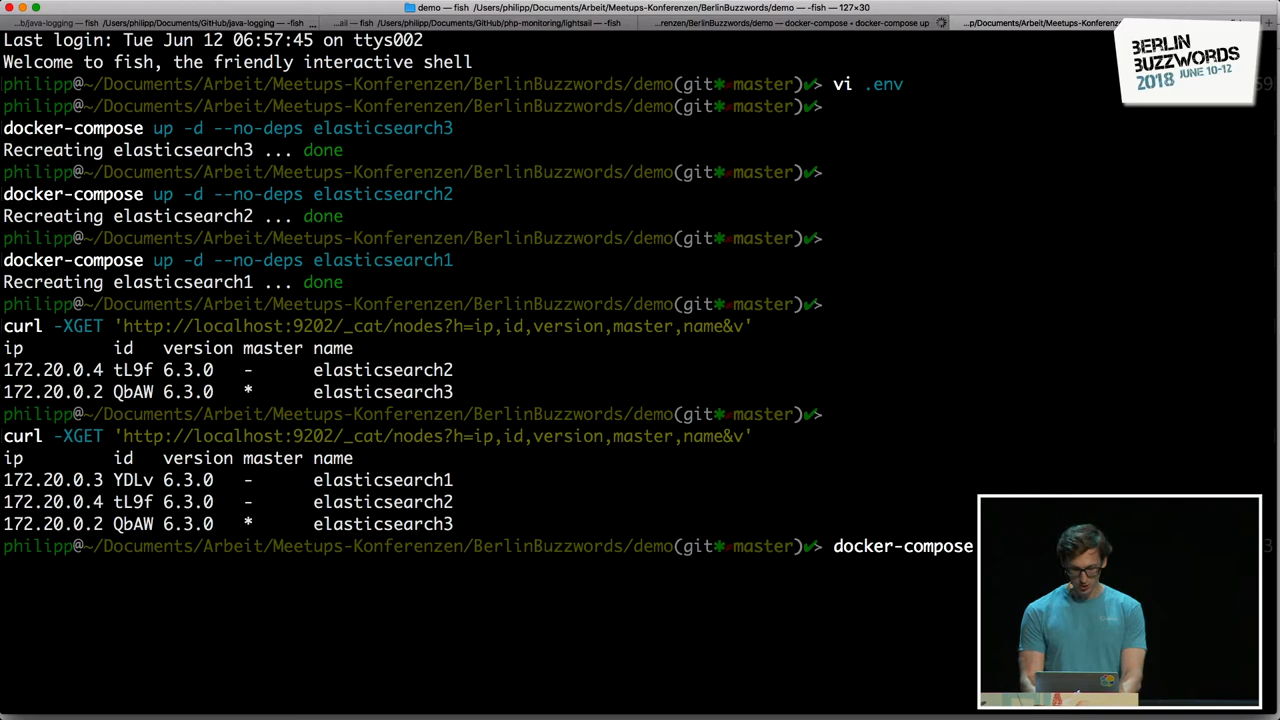 demo — fish /Users/philipp/Documents/Arbeit/Meetups-Konferenzen/BerlinBuzzwords/demo — -fish — 127×30
...b/java-logging — fish /Users/philipp/Documents/GitHub/java-logging — -fish
...ail — fish /Users/philipp/Documents/GitHub/php-monitoring/lightsail — -fish
...renzen/BerlinBuzzwords/demo — docker-compose • docker-compose up
...p/Documents/Arbeit/Meetups-Konferenz
BERLIN
BUZZWORDS
2018 JUNE 10-12
Last login: Tue Jun 12 06:57:45 on ttys002
Welcome to fish, the friendly interactive shell
philipp@~/Documents/Arbeit/Meetups-Konferenzen/BerlinBuzzwords/demo(git✱master)✔> vi .env
philipp@~/Documents/Arbeit/Meetups-Konferenzen/BerlinBuzzwords/demo(git✱master)✔>
docker-compose up -d --no-deps elasticsearch3
Recreating elasticsearch3 ... done
philipp@~/Documents/Arbeit/Meetups-Konferenzen/BerlinBuzzwords/demo(git✱master)✔>
docker-compose up -d --no-deps elasticsearch2
Recreating elasticsearch2 ... done
philipp@~/Documents/Arbeit/Meetups-Konferenzen/BerlinBuzzwords/demo(git✱master)✔>
docker-compose up -d --no-deps elasticsearch1
Recreating elasticsearch1 ... done
philipp@~/Documents/Arbeit/Meetups-Konferenzen/BerlinBuzzwords/demo(git✱master)✔>
curl -XGET 'http://localhost:9202/_cat/nodes?h=ip,id,version,master,name&v'
ip id version master name
172.20.0.4 tL9f 6.3.0 - elasticsearch2
172.20.0.2 QbAW 6.3.0 * elasticsearch3
philipp@~/Documents/Arbeit/Meetups-Konferenzen/BerlinBuzzwords/demo(git✱master)✔>
curl -XGET 'http://localhost:9202/_cat/nodes?h=ip,id,version,master,name&v'
ip id version master name
172.20.0.3 YDLv 6.3.0 - elasticsearch1
172.20.0.4 tL9f 6.3.0 - elasticsearch2
172.20.0.2 QbAW 6.3.0 * elasticsearch3
philipp@~/Documents/Arbeit/Meetups-Konferenzen/BerlinBuzzwords/demo(git✱master)✔> docker-compose